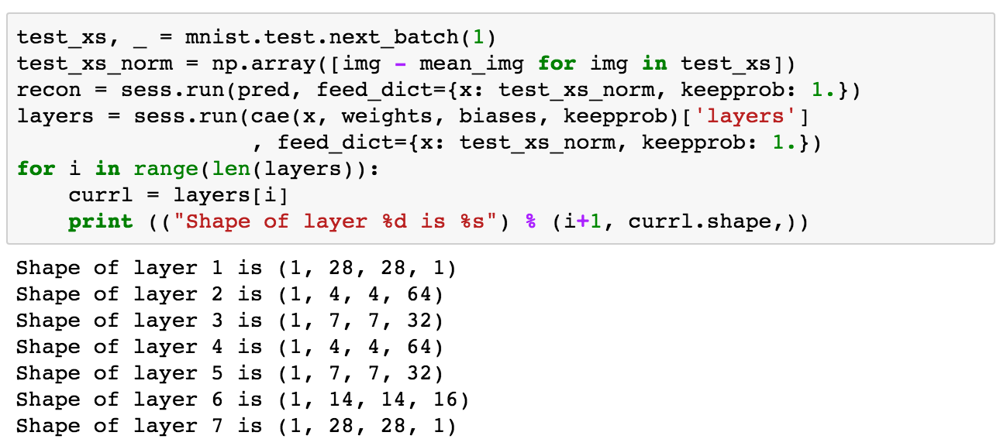 test_xs, _ = mnist.test.next_batch(1)
test_xs_norm = np.array([img - mean_img for img in test_xs])
recon = sess.run(pred, feed_dict={x: test_xs_norm, keepprob: 1.})
layers = sess.run(cae(x, weights, biases, keepprob)['layers']
                  , feed_dict={x: test_xs_norm, keepprob: 1.})
for i in range(len(layers)):
    currl = layers[i]
    print (("Shape of layer %d is %s") % (i+1, currl.shape,))
Shape of layer 1 is (1, 28, 28, 1)
Shape of layer 2 is (1, 4, 4, 64)
Shape of layer 3 is (1, 7, 7, 32)
Shape of layer 4 is (1, 4, 4, 64)
Shape of layer 5 is (1, 7, 7, 32)
Shape of layer 6 is (1, 14, 14, 16)
Shape of layer 7 is (1, 28, 28, 1)